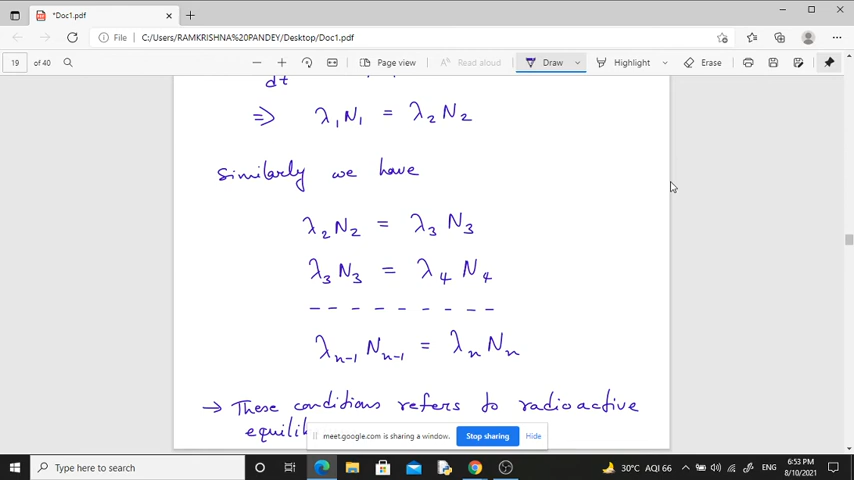 *Doc1.pdf
File C:/Users/RAMKRISHNA%20PANDEY/Desktop/Doc1.pdf
19 of 40 Page view Read aloud Draw Highlight Erase
dt
⇒ λ₁N₁ = λ₂N₂
Similarly we have
λ₂N₂ = λ₃N₃
λ₃N₃ = λ₄N₄
- - - - - - - - -
λₙ₋₁Nₙ₋₁ = λₙNₙ
→ These conditions refers to radioactive
meet.google.com is sharing a window. Stop sharing Hide
Type here to search
30°C AQI 66 ENG 6:53 PM
8/10/2021